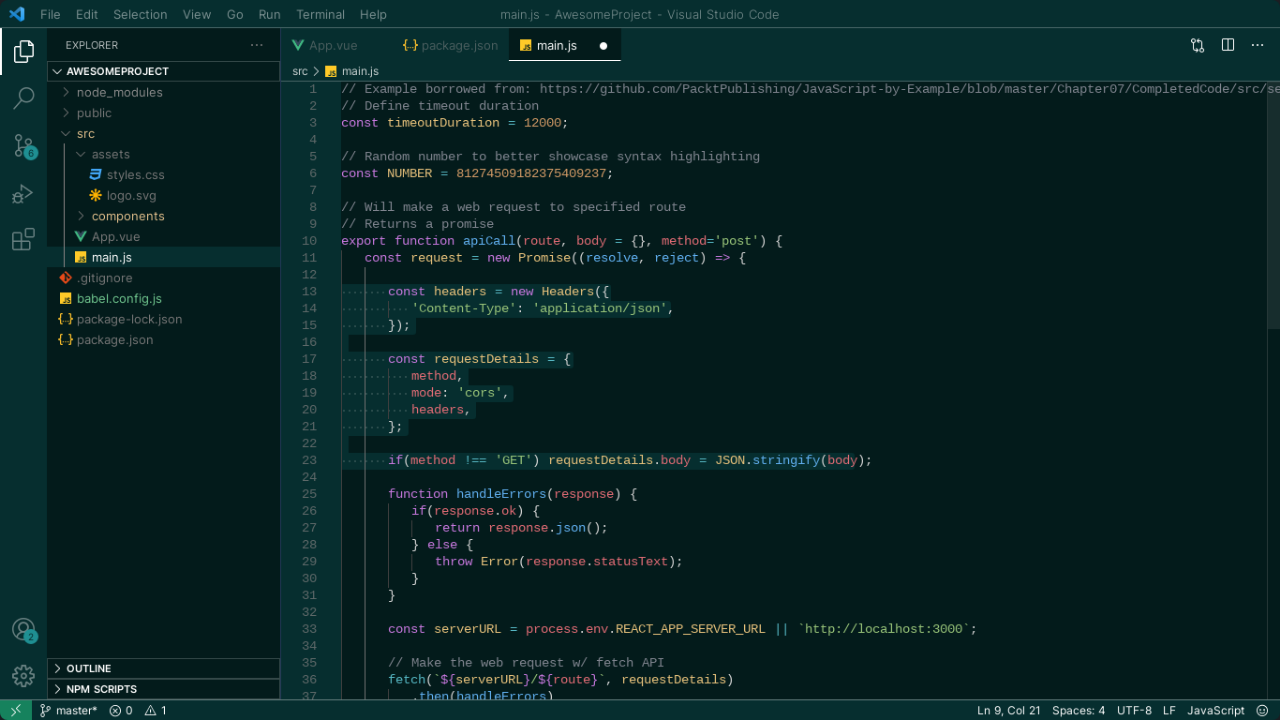 File Edit Selection View Go Run Terminal Help
main.js - AwesomeProject - Visual Studio Code
EXPLORER
AWESOMEPROJECT
node_modules
public
src
assets
styles.css
logo.svg
components
App.vue
main.js
.gitignore
babel.config.js
package-lock.json
package.json
OUTLINE
NPM SCRIPTS
6
2
App.vue package.json main.js
src main.js
1 // Example borrowed from: https://github.com/PacktPublishing/JavaScript-by-Example/blob/master/Chapter07/CompletedCode/src/se
2 // Define timeout duration
3 const timeoutDuration = 12000;
4
5 // Random number to better showcase syntax highlighting
6 const NUMBER = 81274509182375409237;
7
8 // Will make a web request to specified route
9 // Returns a promise
10 export function apiCall(route, body = {}, method='post') {
11 const request = new Promise((resolve, reject) => {
12
13 const headers = new Headers({
14 'Content-Type': 'application/json',
15 });
16
17 const requestDetails = {
18 method,
19 mode: 'cors',
20 headers,
21 };
22
23 if(method !== 'GET') requestDetails.body = JSON.stringify(body);
24
25 function handleErrors(response) {
26 if(response.ok) {
27 return response.json();
28 } else {
29 throw Error(response.statusText);
30 }
31 }
32
33 const serverURL = process.env.REACT_APP_SERVER_URL || `http://localhost:3000`;
34
35 // Make the web request w/ fetch API
36 fetch(`${serverURL}/${route}`, requestDetails)
37 .then(handleErrors)
master* 0 1 Ln 9, Col 21 Spaces: 4 UTF-8 LF JavaScript